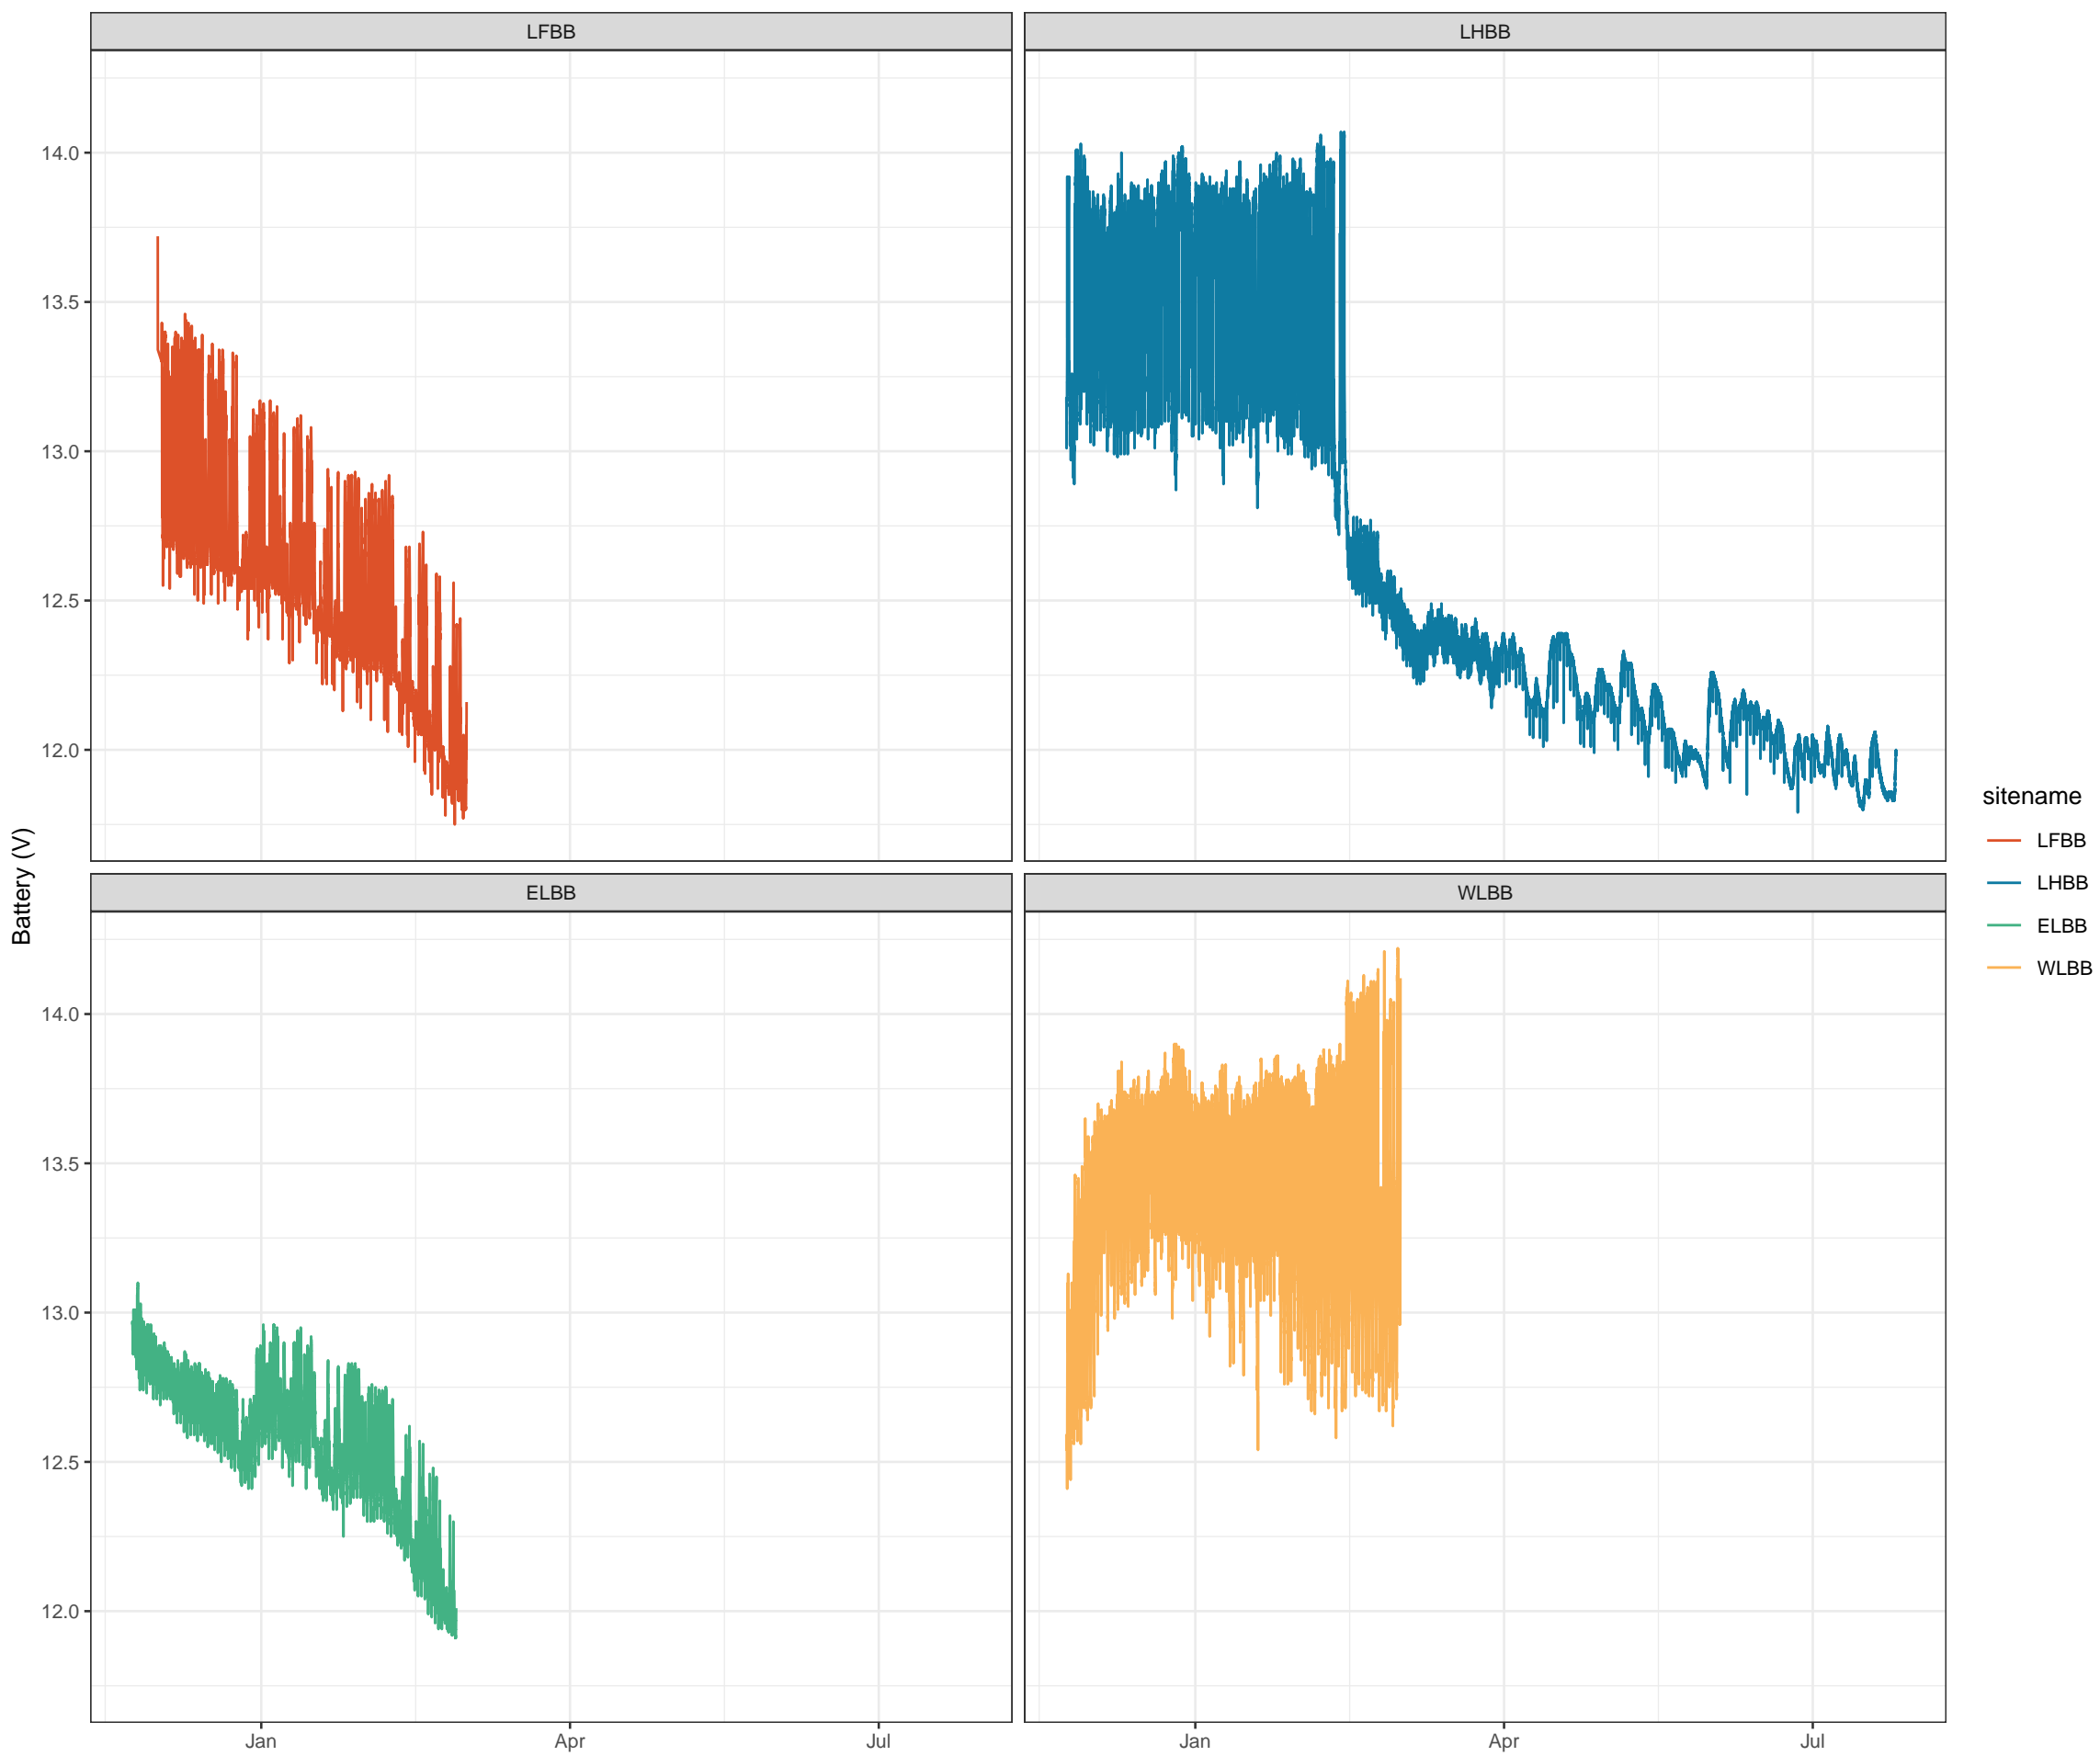 LFBB
LHBB
14.0
13.5
13.0
12.5
12.0
Battery (V)
ELBB
WLBB
14.0
13.5
13.0
12.5
12.0
Jan
Apr
Jul
Jan
Apr
Jul
sitename
LFBB
LHBB
ELBB
WLBB